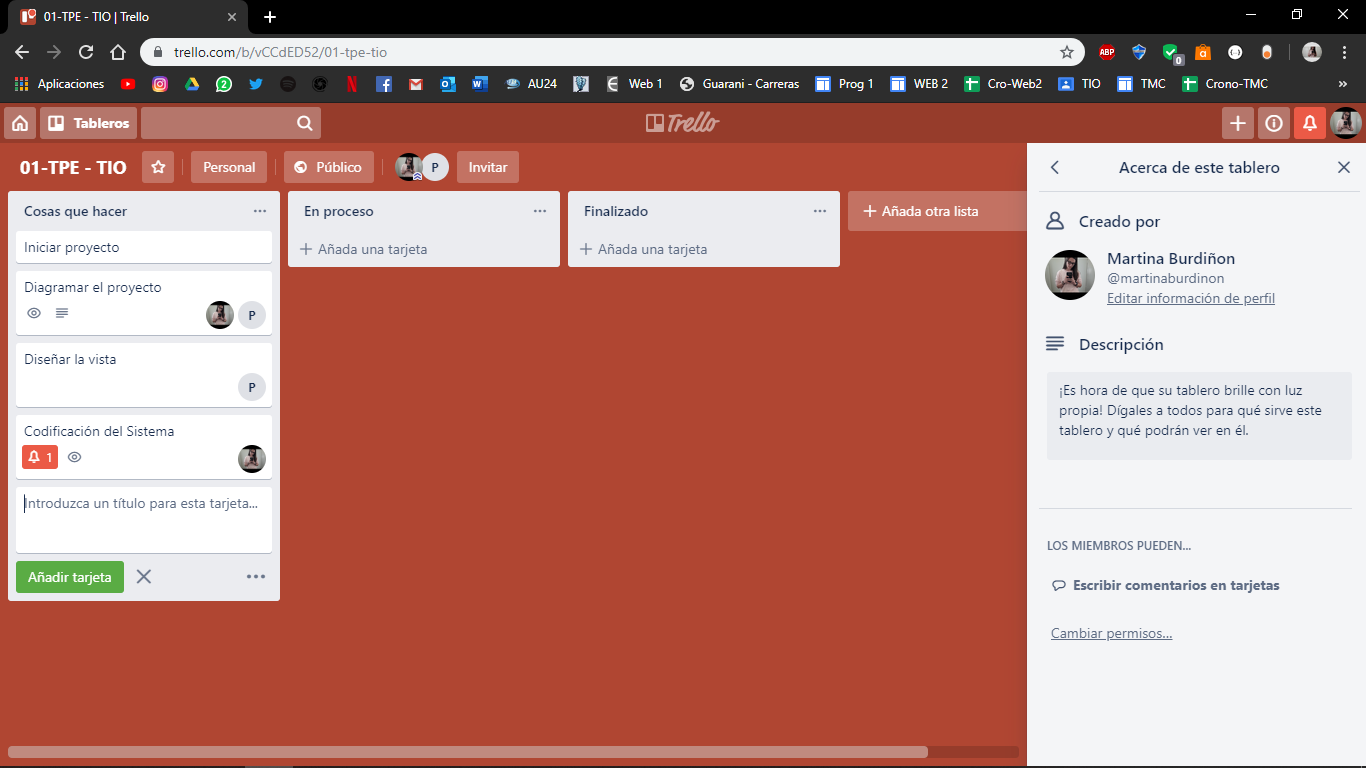 01-TPE - TIO | Trello
trello.com/b/vCCdED52/01-tpe-tio
ABP
0
Aplicaciones
AU24
Web 1
Guarani - Carreras
Prog 1
WEB 2
Cro-Web2
TIO
TMC
Crono-TMC
Tableros
Trello
01-TPE - TIO
Personal
Público
P
Invitar
Cosas que hacer
Iniciar proyecto
Diagramar el proyecto
P
Diseñar la vista
P
Codificación del Sistema
1
Introduzca un título para esta tarjeta...
Añadir tarjeta
En proceso
+ Añada una tarjeta
Finalizado
+ Añada una tarjeta
+ Añada otra lista
Acerca de este tablero
Creado por
Martina Burdiñon
@martinaburdinon
Editar información de perfil
Descripción
¡Es hora de que su tablero brille con luz
propia! Dígales a todos para qué sirve este
tablero y qué podrán ver en él.
LOS MIEMBROS PUEDEN...
Escribir comentarios en tarjetas
Cambiar permisos...